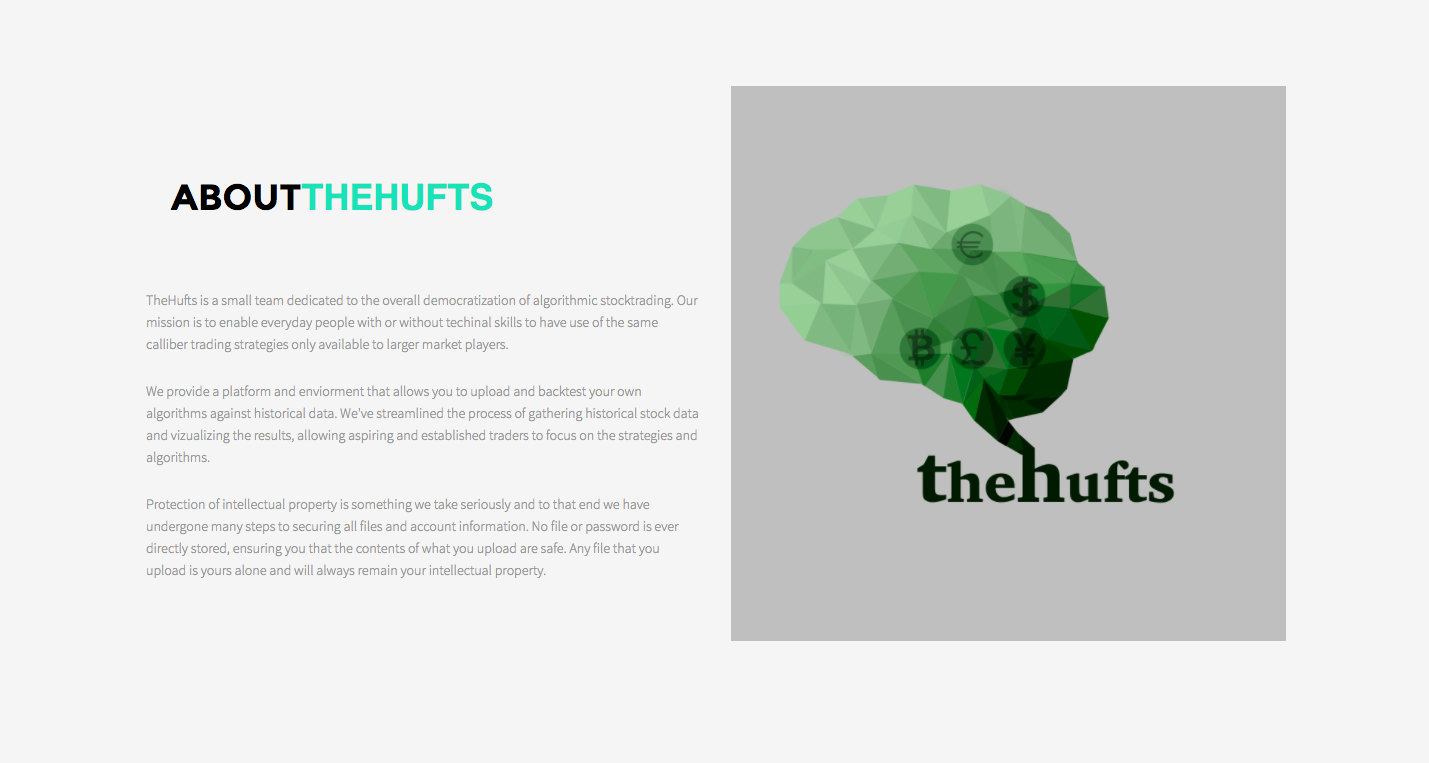 ABOUTTHEHUFTS
TheHufts is a small team dedicated to the overall democratization of algorithmic stocktrading. Our
mission is to enable everyday people with or without techinal skills to have use of the same
calliber trading strategies only available to larger market players.
We provide a platform and enviorment that allows you to upload and backtest your own
algorithms against historical data. We've streamlined the process of gathering historical stock data
and vizualizing the results, allowing aspiring and established traders to focus on the strategies and
algorithms.
Protection of intellectual property is something we take seriously and to that end we have
undergone many steps to securing all files and account information. No file or password is ever
directly stored, ensuring you that the contents of what you upload are safe. Any file that you
upload is yours alone and will always remain your intellectual property.
€
$
₿ £ ¥
thehufts